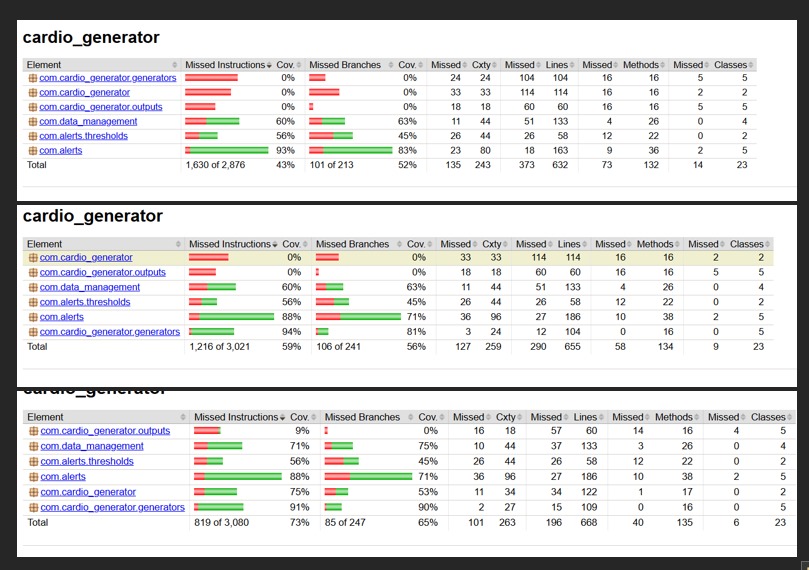 cardio_generator
Element Missed Instructions Cov. Missed Branches Cov. Missed Cxty Missed Lines Missed Methods Missed Classes
com.cardio_generator.generators 0% 0% 24 24 104 104 16 16 5 5
com.cardio_generator 0% 0% 33 33 114 114 16 16 2 2
com.cardio_generator.outputs 0% 0% 18 18 60 60 16 16 5 5
com.data_management 60% 63% 11 44 51 133 4 26 0 4
com.alerts.thresholds 56% 45% 26 44 26 58 12 22 0 2
com.alerts 93% 83% 23 80 18 163 9 36 2 5
Total 1,630 of 2,876 43% 101 of 213 52% 135 243 373 632 73 132 14 23
cardio_generator
Element Missed Instructions Cov. Missed Branches Cov. Missed Cxty Missed Lines Missed Methods Missed Classes
com.cardio_generator 0% 0% 33 33 114 114 16 16 2 2
com.cardio_generator.outputs 0% 0% 18 18 60 60 16 16 5 5
com.data_management 60% 63% 11 44 51 133 4 26 0 4
com.alerts.thresholds 56% 45% 26 44 26 58 12 22 0 2
com.alerts 88% 71% 36 96 27 186 10 38 2 5
com.cardio_generator.generators 94% 81% 3 24 12 104 0 16 0 5
Total 1,216 of 3,021 59% 106 of 241 56% 127 259 290 655 58 134 9 23
cardio_generator
Element Missed Instructions Cov. Missed Branches Cov. Missed Cxty Missed Lines Missed Methods Missed Classes
com.cardio_generator.outputs 9% 0% 16 18 57 60 14 16 4 5
com.data_management 71% 75% 10 44 37 133 3 26 0 4
com.alerts.thresholds 56% 45% 26 44 26 58 12 22 0 2
com.alerts 88% 71% 36 96 27 186 10 38 2 5
com.cardio_generator 75% 53% 11 34 34 122 1 17 0 2
com.cardio_generator.generators 91% 90% 2 27 15 109 0 16 0 5
Total 819 of 3,080 73% 85 of 247 65% 101 263 196 668 40 135 6 23